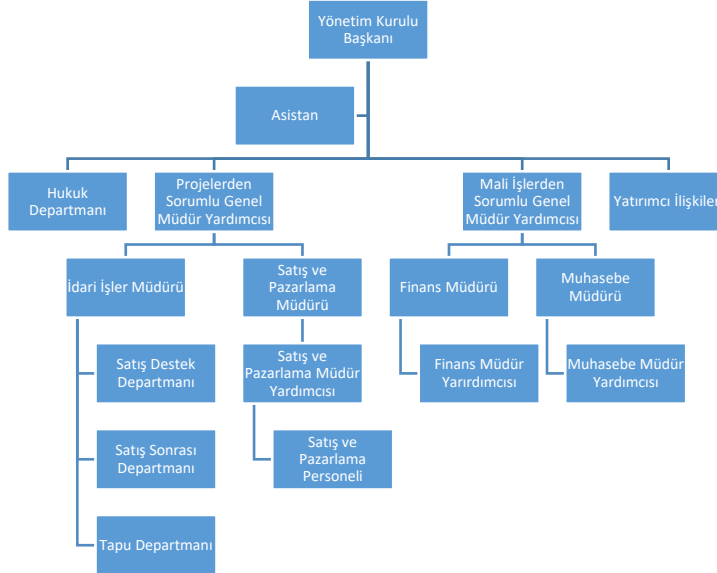 Yönetim Kurulu
Başkanı
Asistan
Hukuk
Departmanı
Projelerden
Sorumlu Genel
Müdür Yardımcısı
Mali İşlerden
Sorumlu Genel
Müdür Yardımcısı
Yatırımcı İlişkiler
İdari İşler Müdürü
Satış ve
Pazarlama
Müdürü
Finans Müdürü
Muhasebe
Müdürü
Satış Destek
Departmanı
Satış ve
Pazarlama Müdür
Yardımcısı
Finans Müdür
Yarırdımcısı
Muhasebe Müdür
Yardımcısı
Satış Sonrası
Departmanı
Satış ve
Pazarlama
Personeli
Tapu Departmanı